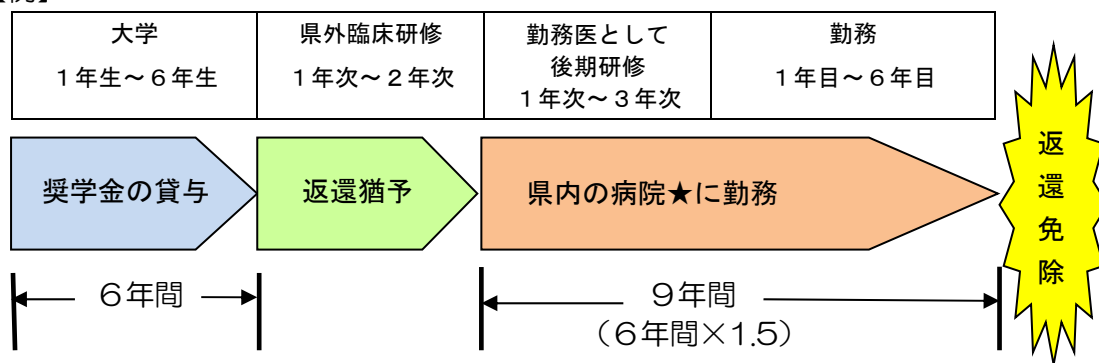 大学
１年生～６年生
県外臨床研修
１年次～２年次
勤務医として
後期研修
１年次～３年次
勤務
１年目～６年目
奨学金の貸与
返還猶予
県内の病院★に勤務
返還免除
６年間
９年間
（６年間×1.5）